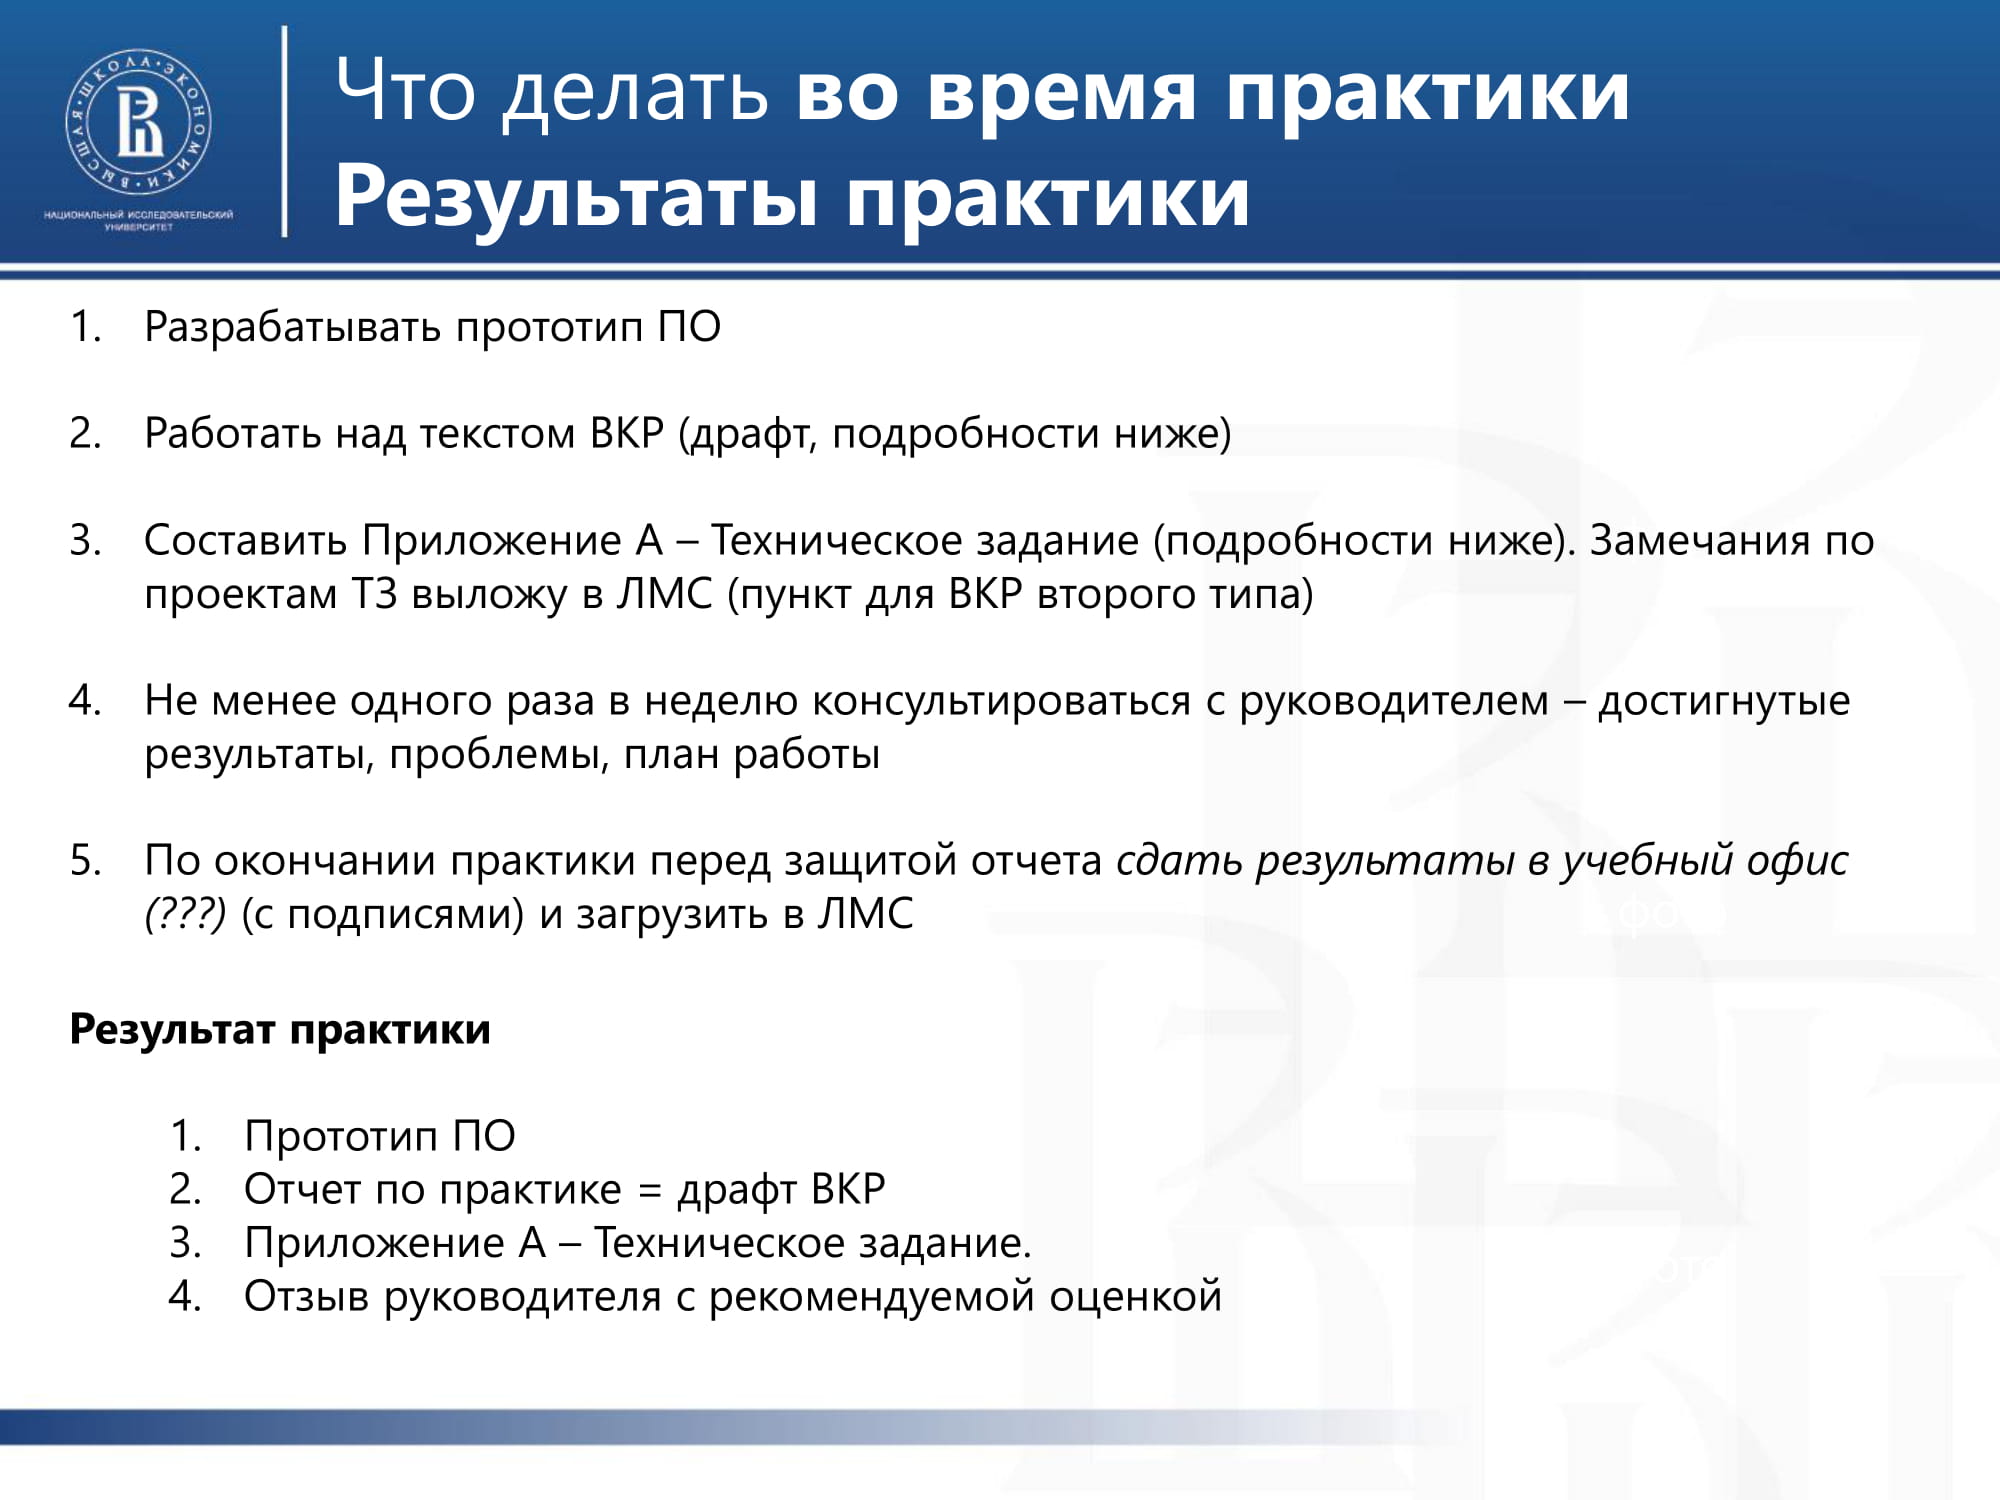 ВЫСШАЯ·ШКОЛА·ЭКОНОМИКИ·
НАЦИОНАЛЬНЫЙ ИССЛЕДОВАТЕЛЬСКИЙ
УНИВЕРСИТЕТ
Что делать во время практики
Результаты практики
1. Разрабатывать прототип ПО
2. Работать над текстом ВКР (драфт, подробности ниже)
3. Составить Приложение А – Техническое задание (подробности ниже). Замечания по
проектам ТЗ выложу в ЛМС (пункт для ВКР второго типа)
4. Не менее одного раза в неделю консультироваться с руководителем – достигнутые
результаты, проблемы, план работы
5. По окончании практики перед защитой отчета сдать результаты в учебный офис
(???) (с подписями) и загрузить в ЛМС
Результат практики
1. Прототип ПО
2. Отчет по практике = драфт ВКР
3. Приложение А – Техническое задание.
4. Отзыв руководителя с рекомендуемой оценкой